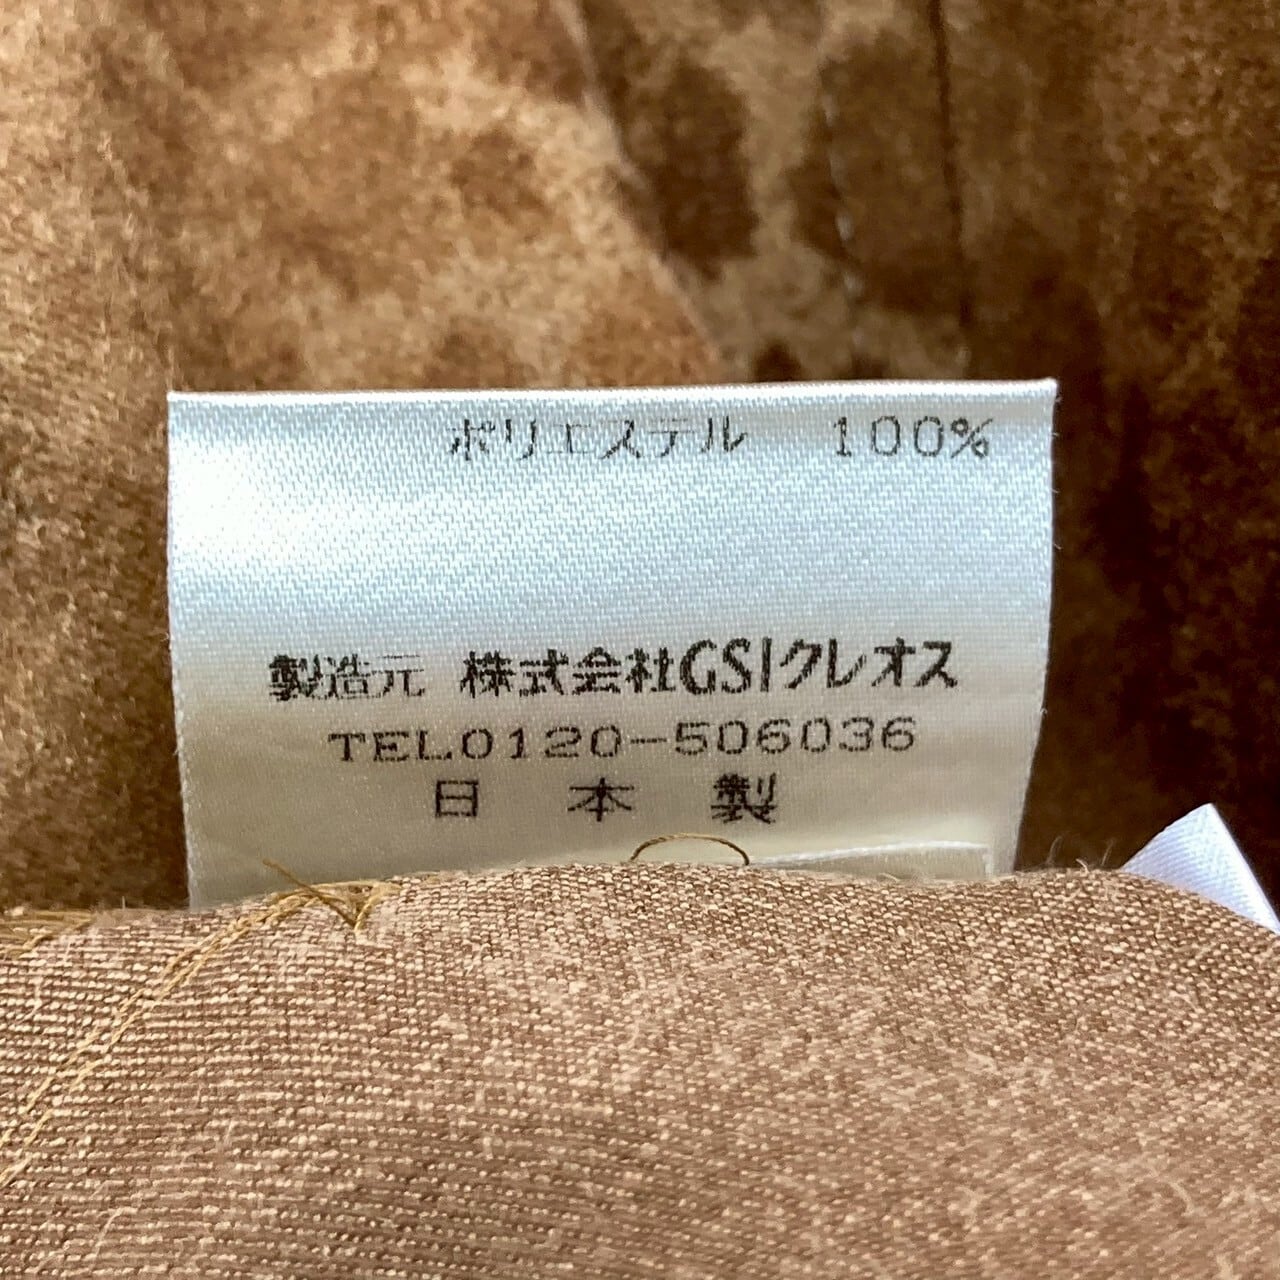 ポリエステル 100%
製造元 株式会社GSIクレオス
TEL0120-506036
日本製